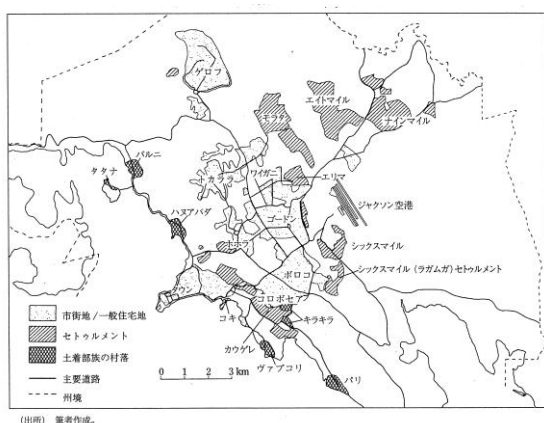 ゲロフ
エイトマイル
モラタ
ナインマイル
バルニ
タタナ
トカララ
ワイガニ
エリマ
ジャクソン空港
ハヌアバダ
ゴードン
ホホラ
シックスマイル
ボロコ
シックスマイル (ラガムガ) セトゥルメント
タウン
コロボセア
コキ
キラキラ
カウゲレ
ヴァブコリ
パリ
市街地/一般住宅地
セトゥルメント
土着部族の村落
主要道路
州境
0 1 2 3 km
(出所) 筆者作成。